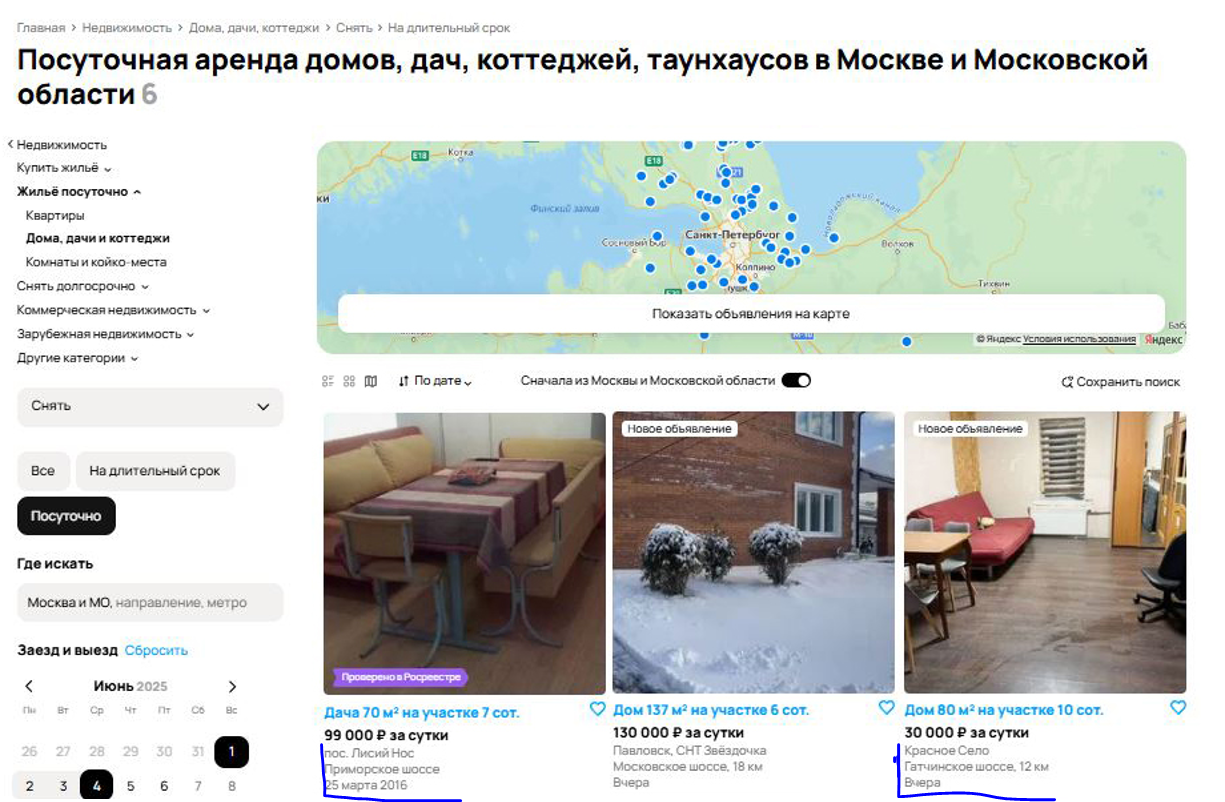 Главная > Недвижимость > Дома, дачи, коттеджи > Снять > На длительный срок
Посуточная аренда домов, дач, коттеджей, таунхаусов в Москве и Московской
области 6
Недвижимость
Купить жильё
Жильё посуточно
Квартиры
Дома, дачи и коттеджи
Комнаты и койко-места
Снять долгосрочно
Коммерческая недвижимость
Зарубежная недвижимость
Другие категории
Снять
Все
На длительный срок
Посуточно
Где искать
Москва и МО, направление, метро
Заезд и выезд Сбросить
Июнь 2025
Пн Вт Ср Чт Пт Сб Вс
26 27 28 29 30 31 1
2 3 4 5 6 7 8
Е18
Котка
Е18
ки
Финский залив
Новоладожский канал
Сосновый Бор
Санкт-Петербург
Волхов
Колпино
Тихвин
Показать объявления на карте
Баб
© Яндекс Условия использования Яндекс
По дате
Сначала из Москвы и Московской области
Сохранить поиск
Проверено в Росреестре
Дача 70 м² на участке 7 сот.
99 000 ₽ за сутки
пос. Лисий Нос
Приморское шоссе
25 марта 2016
Новое объявление
Дом 137 м² на участке 6 сот.
130 000 ₽ за сутки
Павловск, СНТ Звёздочка
Московское шоссе, 18 км
Вчера
Новое объявление
Дом 80 м² на участке 10 сот.
30 000 ₽ за сутки
Красное Село
Гатчинское шоссе, 12 км
Вчера